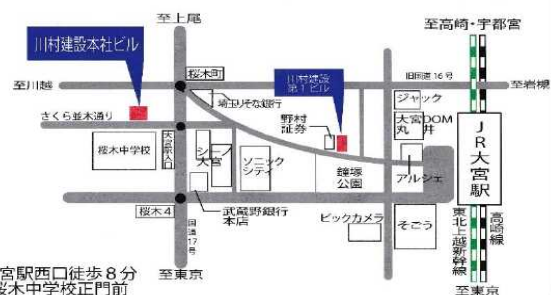 至上尾
至高崎・宇都宮
川村建設本社ビル
至川越
桜木町
川村建設
第1ビル
旧国道16号
至岩槻
埼玉りそな銀行
さくら並木通り
ジャック
大宮DOM
丸井
野村
証券
桜木中学校
シーノ
大宮
ソニック
シティ
鐘塚
公園
アルシェ
JR大宮駅
桜木4
武蔵野銀行
本店
ビックカメラ
そごう
国道17号
東北上越新幹線
高崎線
宮駅西口徒歩8分
桜木中学校正門前
至東京
至東京